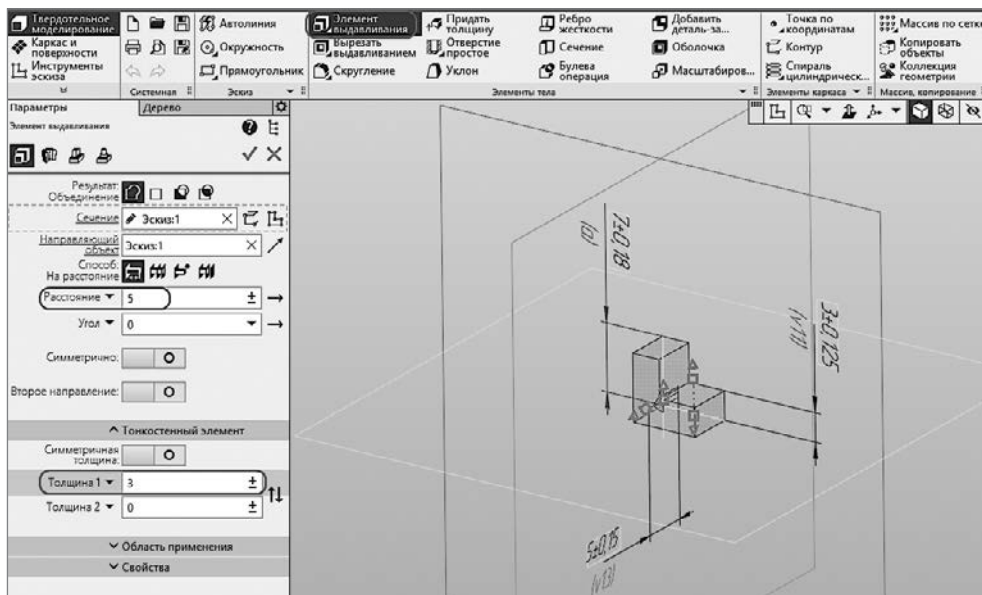 Твердотельное моделирование
Каркас и поверхности
Инструменты эскиза
Системная
Автолиния
Окружность
Прямоугольник
Эскиз
Элемент выдавливания
Вырезать выдавливанием
Скругление
Придать толщину
Отверстие простое
Уклон
Ребро жесткости
Сечение
Булева операция
Добавить деталь-за...
Оболочка
Масштабиров...
Элементы тела
Точка по координатам
Контур
Спираль цилиндрическ...
Элементы каркаса
Массив по сетке
Копировать объекты
Коллекция геометрии
Массив, копирование
Параметры
Дерево
Элемент выдавливания
Результат:
Объединение
Сечение
Эскиз:1
Направляющий объект
Эскиз:1
Способ:
На расстояние
Расстояние 5
Угол 0
Симметрично:
Второе направление:
Тонкостенный элемент
Симметричная толщина:
Толщина 1 3
Толщина 2 0
Область применения
Свойства
7±0,18
3±0,125
(v11)
5±0,15
(v13)